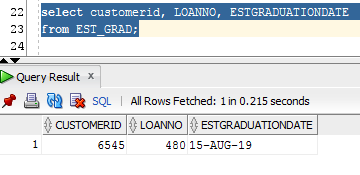 22 select customerid, LOANNO, ESTGRADUATIONDATE
23 from EST_GRAD;
24
Query Result x
SQL | All Rows Fetched: 1 in 0.215 seconds
CUSTOMERID LOANNO ESTGRADUATIONDATE
1 6545 480 15-AUG-19